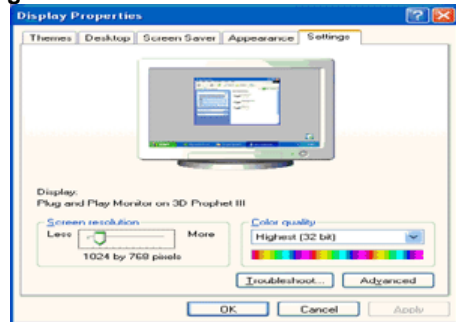 Display Properties
Themes Desktop Screen Saver Appearance Settings
Display:
Plug and Play Monitor on 3D Prophet III
Screen resolution
Less More
1024 by 768 pixels
Color quality
Highest (32 bit)
Troubleshoot... Advanced
OK Cancel Apply